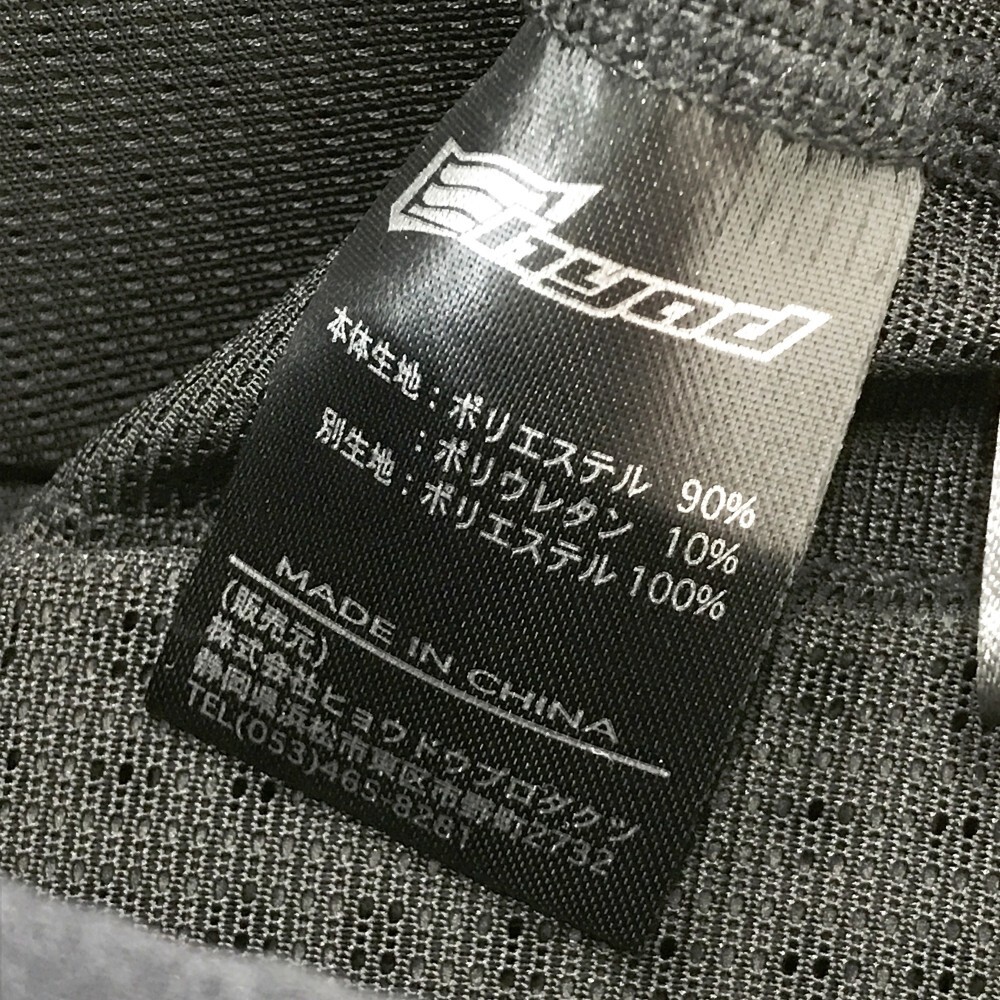 hyod
本体生地：ポリエステル 90%
：ポリウレタン 10%
別生地：ポリエステル 100%
MADE IN CHINA
(販売元)
株式会社ヒョウドウプロダクツ
静岡県浜松市東区市野町2732
TEL(053)465-8261